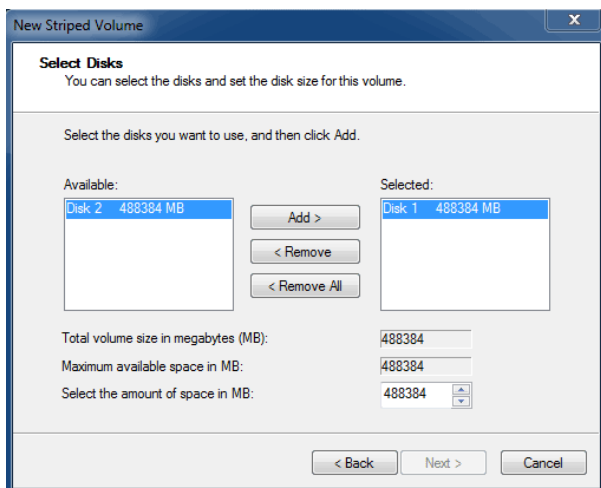 New Striped Volume
X
Select Disks
You can select the disks and set the disk size for this volume.
Select the disks you want to use, and then click Add.
Available: Selected:
Disk 2 488384 MB Add > Disk 1 488384 MB
< Remove
< Remove All
Total volume size in megabytes (MB): 488384
Maximum available space in MB: 488384
Select the amount of space in MB: 488384
< Back Next > Cancel